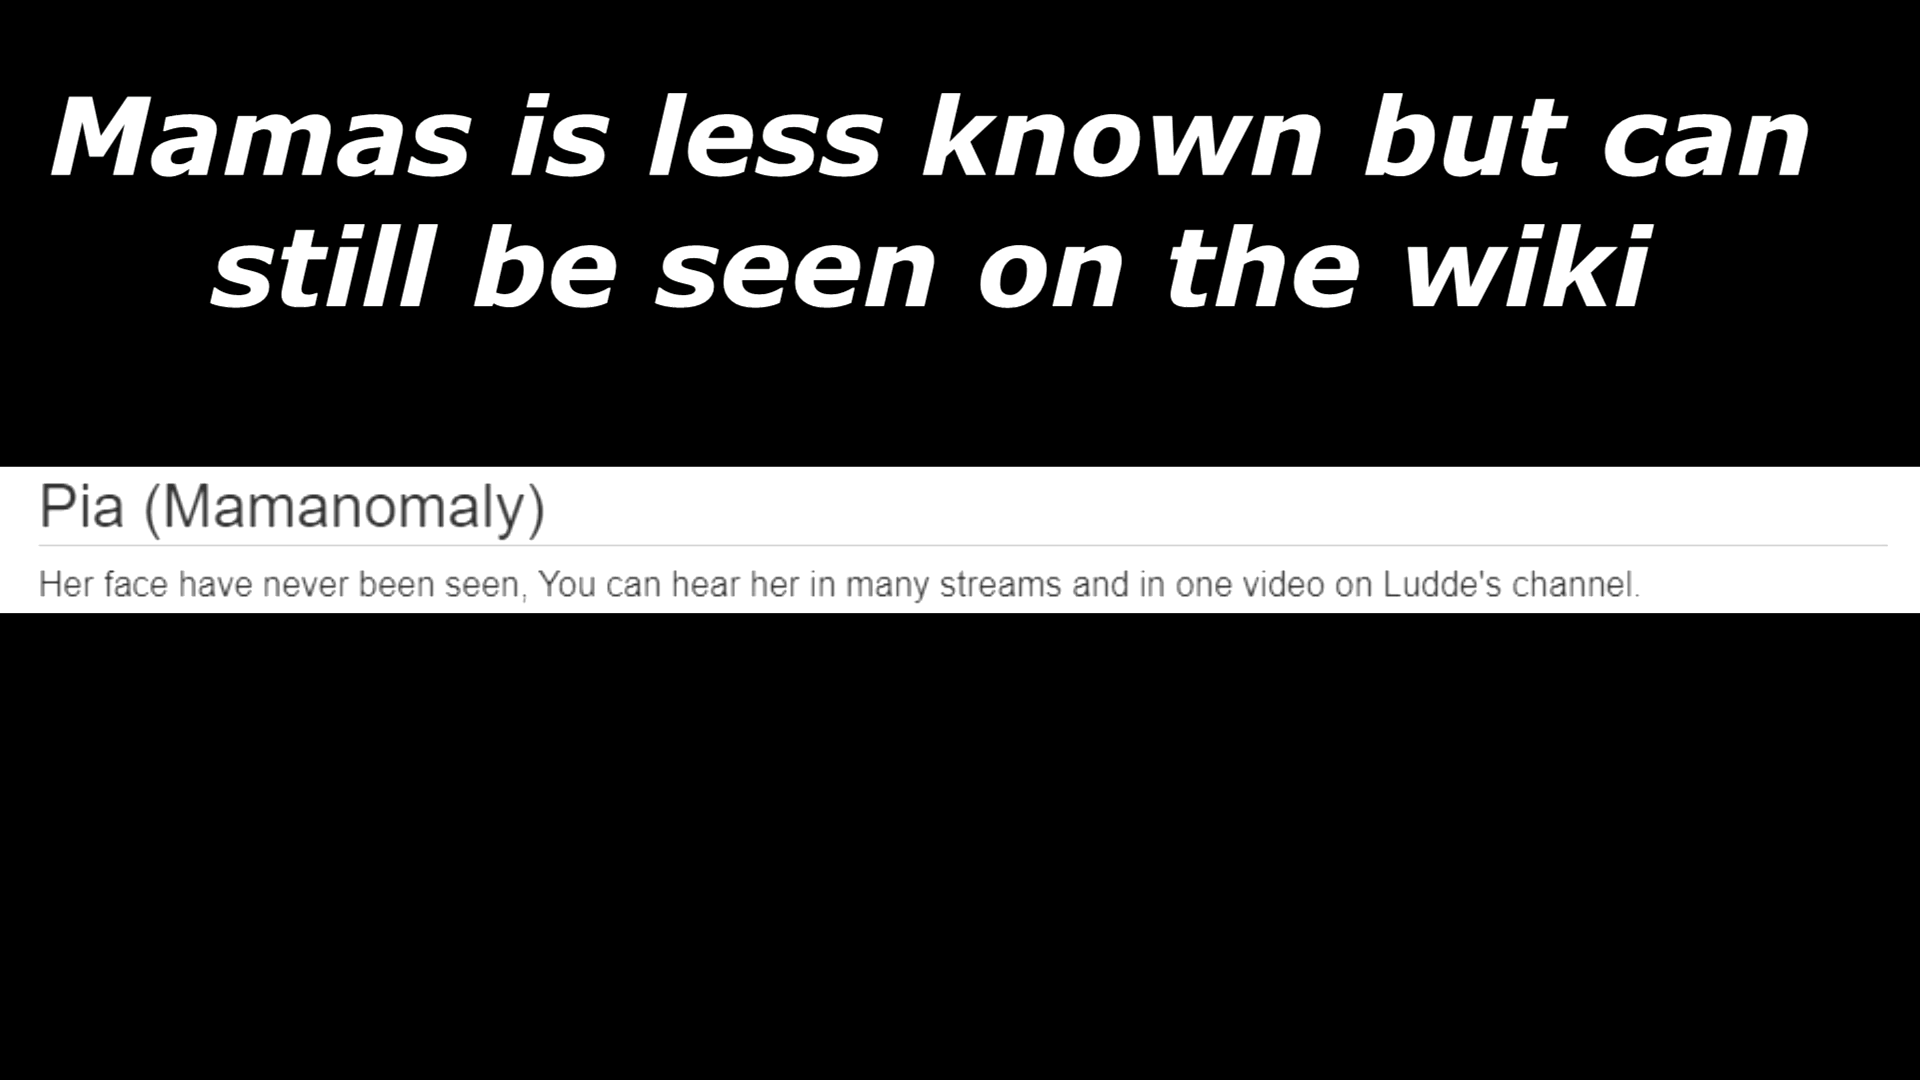 Mamas is less known but can
still be seen on the wiki
Pia (Mamanomaly)
Her face have never been seen, You can hear her in many streams and in one video on Ludde's channel.